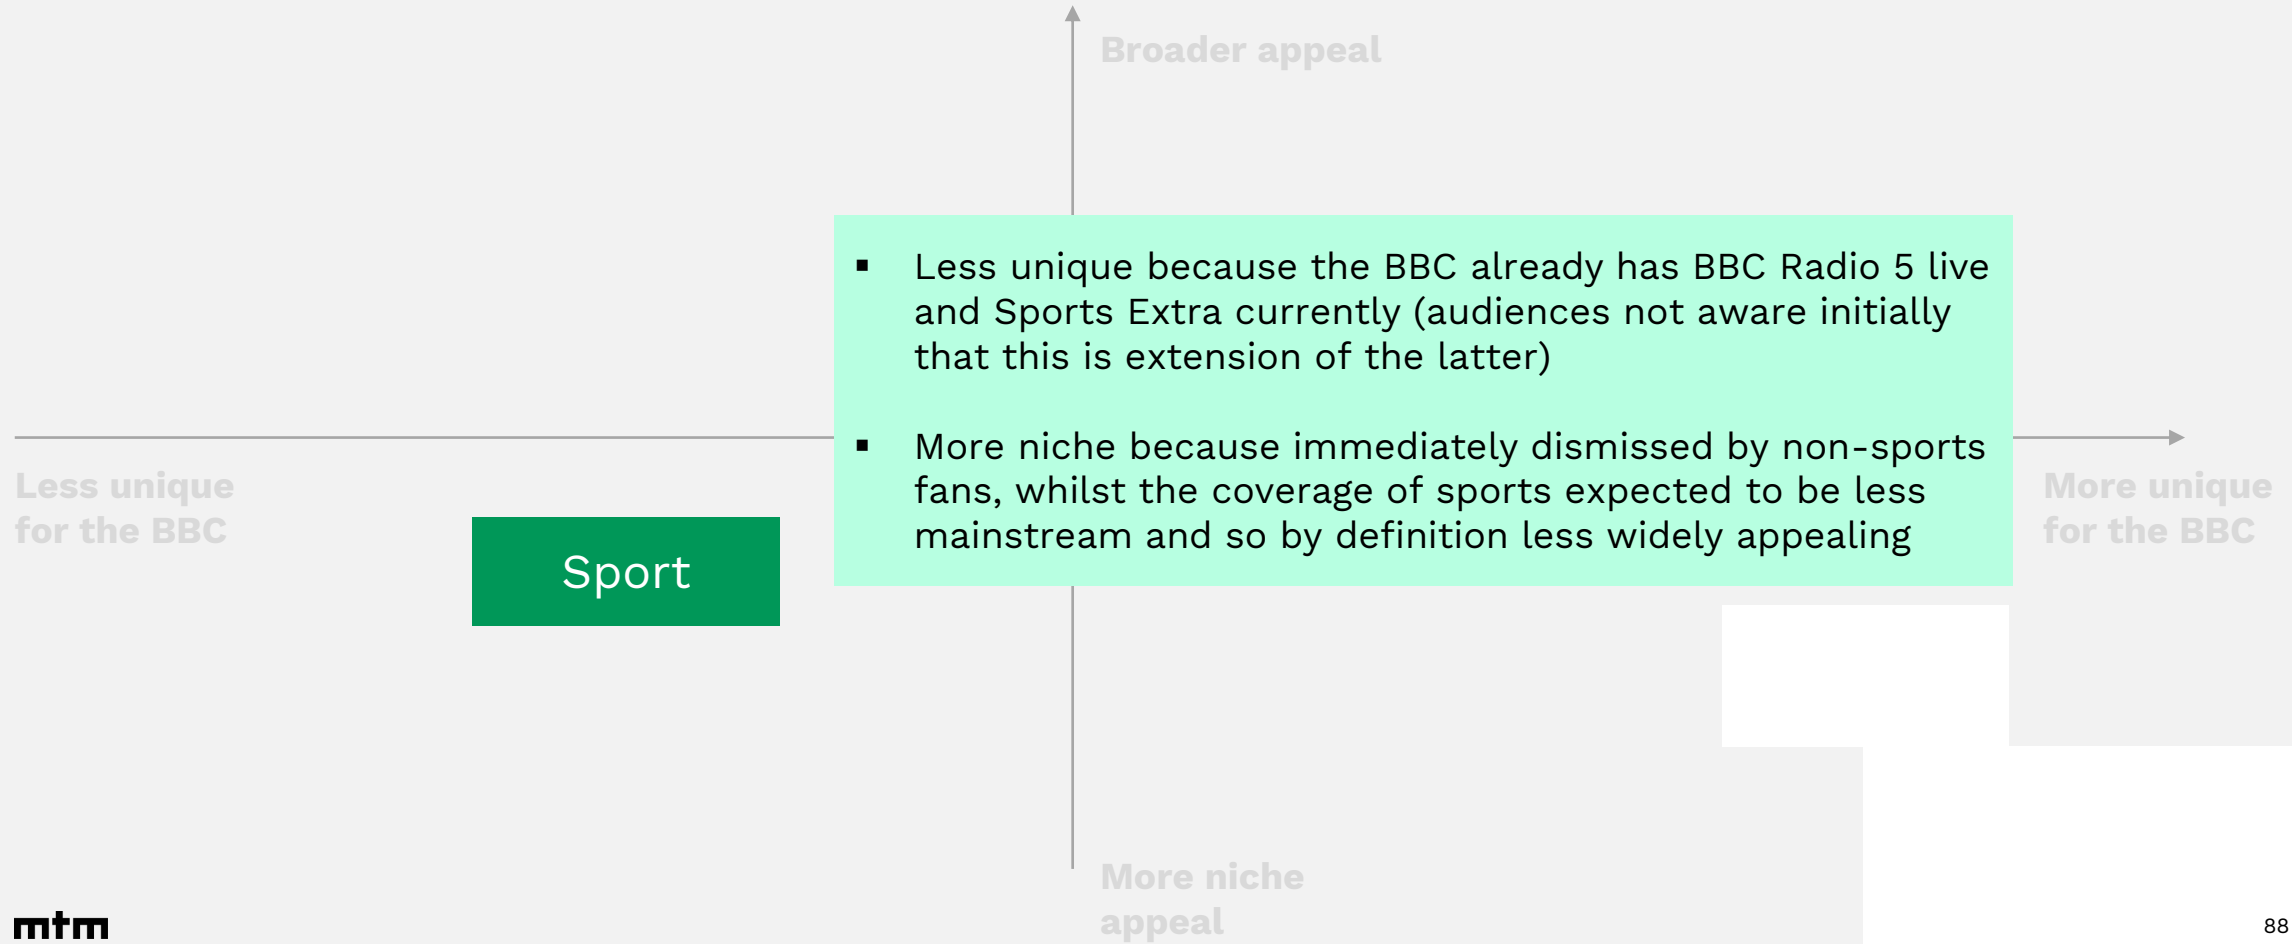 Broader appeal
▪ Less unique because the BBC already has BBC Radio 5 live
and Sports Extra currently (audiences not aware initially
that this is extension of the latter)
▪ More niche because immediately dismissed by non-sports
fans, whilst the coverage of sports expected to be less
mainstream and so by definition less widely appealing
Less unique
for the BBC
More unique
for the BBC
Sport
More niche
appeal
mtm
88